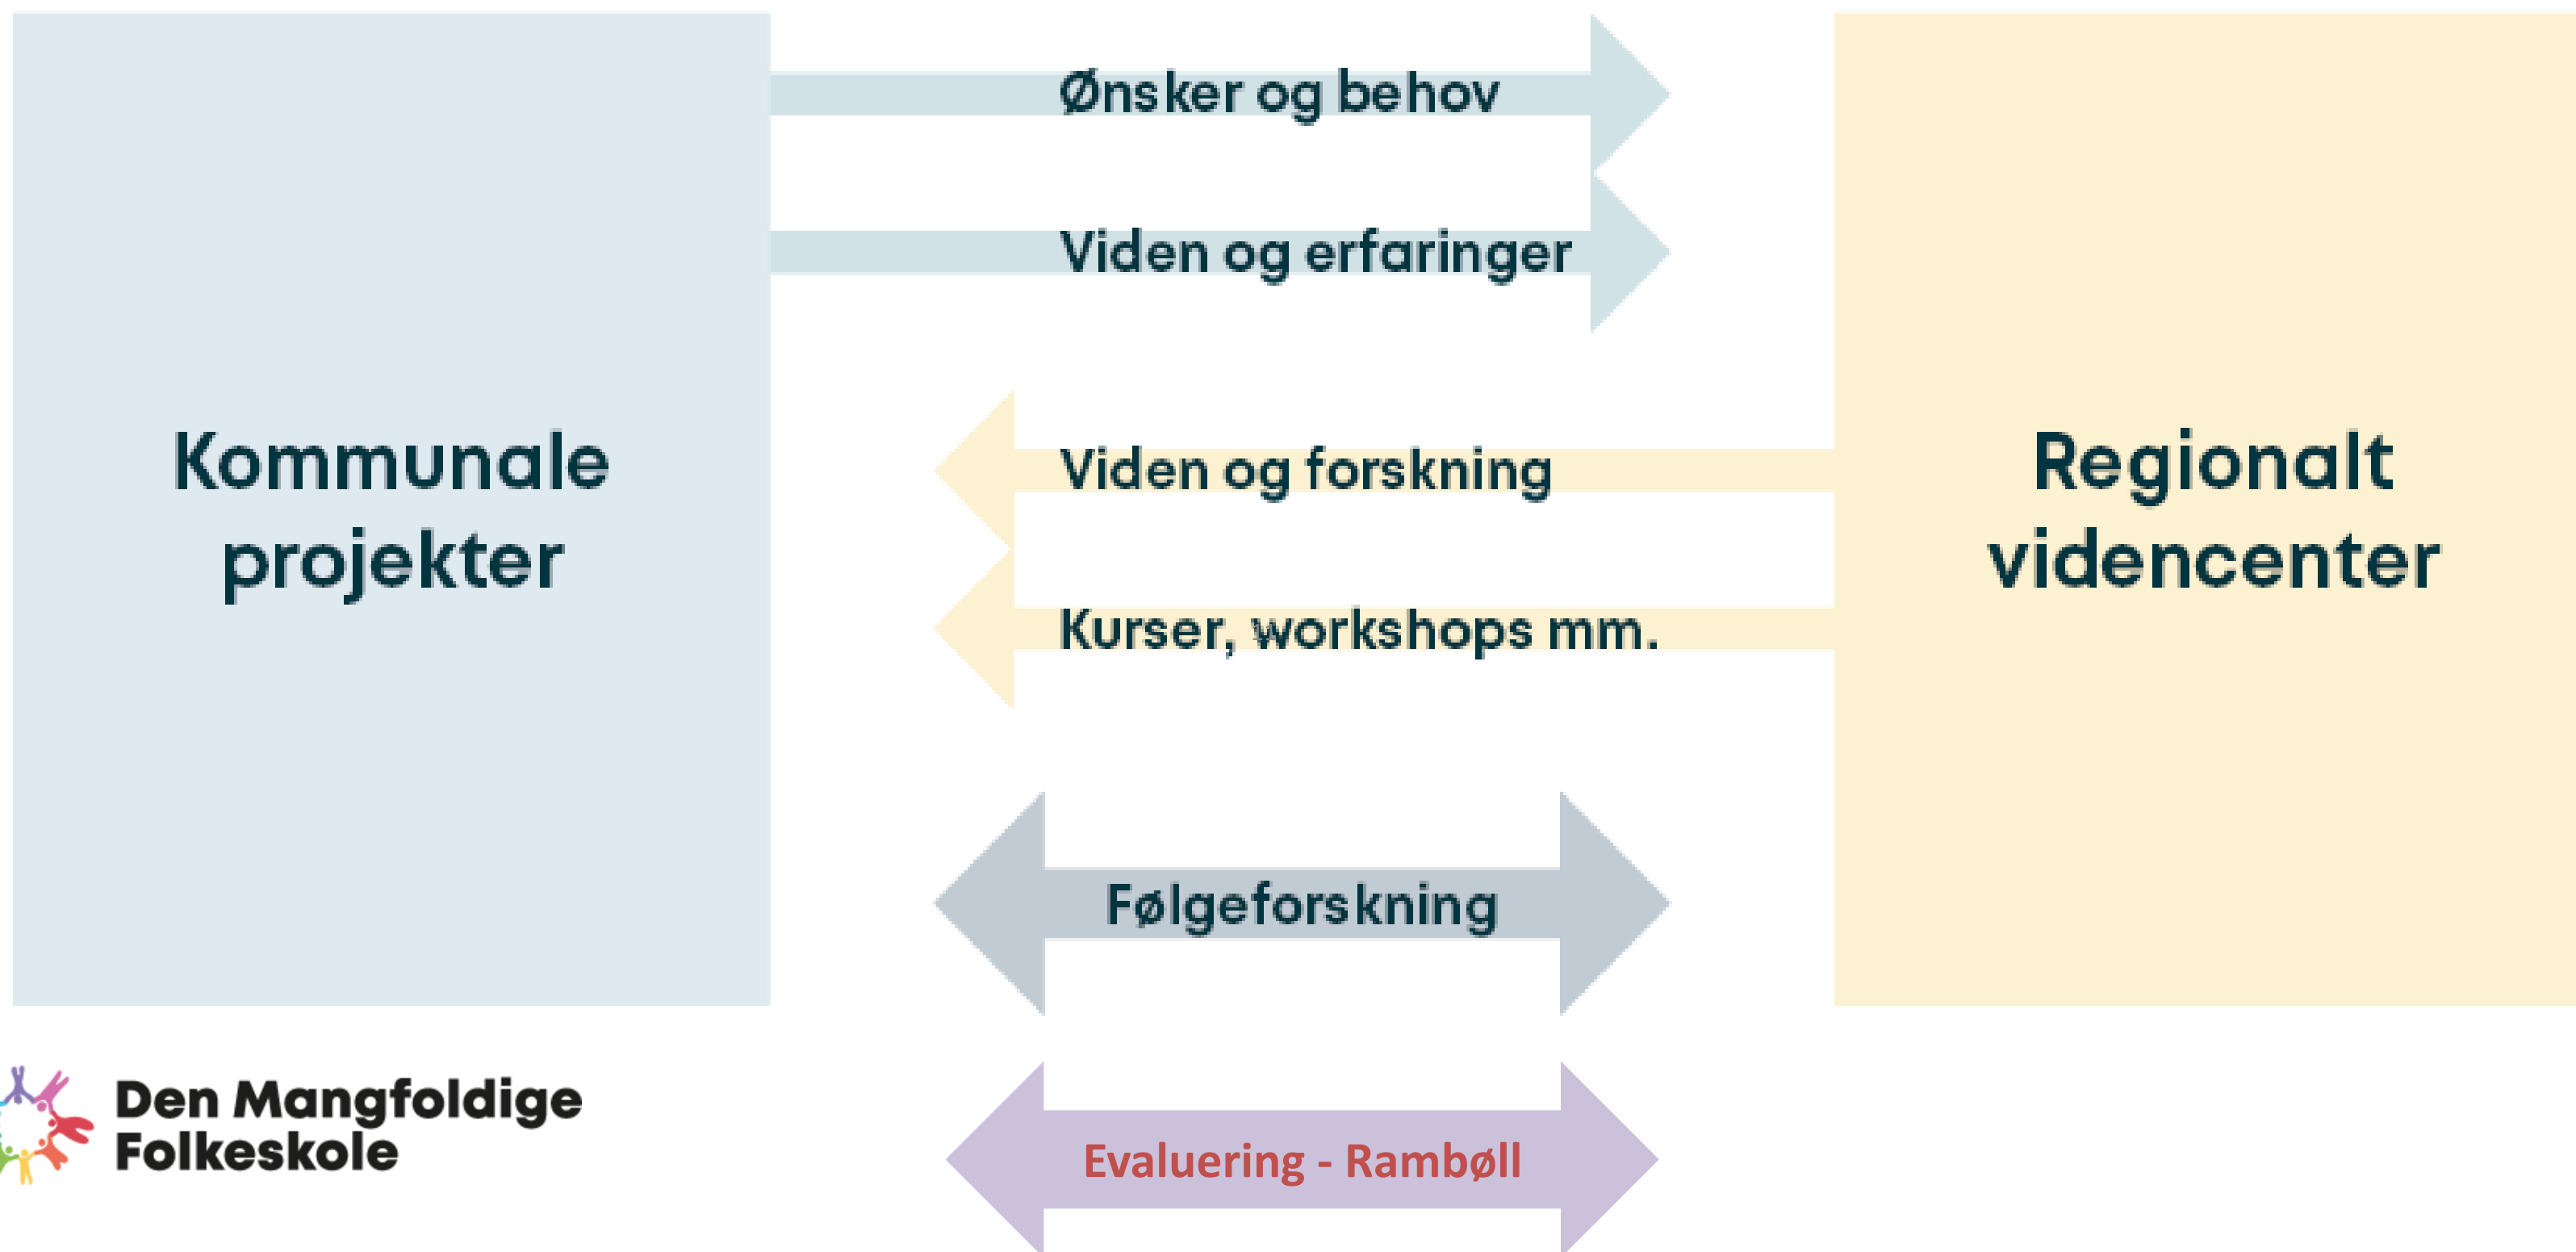 Ønsker og behov
Viden og erfaringer
Kommunale
projekter
Viden og forskning
Kurser, workshops mm.
Regionalt
videncenter
Følgeforskning
Den Mangfoldige
Folkeskole
Evaluering - Rambøll